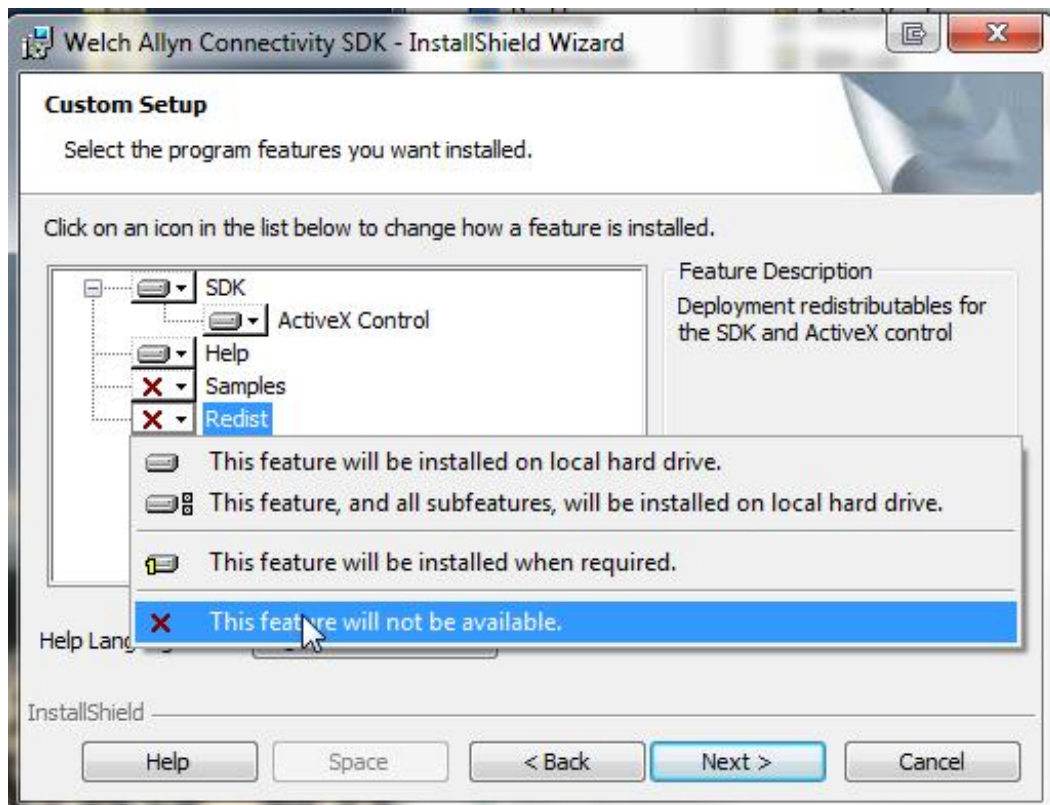 Welch Allyn Connectivity SDK - InstallShield Wizard
Custom Setup
Select the program features you want installed.
Click on an icon in the list below to change how a feature is installed.
SDK
ActiveX Control
Help
Samples
Redist
Feature Description
Deployment redistributables for
the SDK and ActiveX control
This feature will be installed on local hard drive.
This feature, and all subfeatures, will be installed on local hard drive.
This feature will be installed when required.
This feature will not be available.
Help
InstallShield
Help
Space
< Back
Next >
Cancel